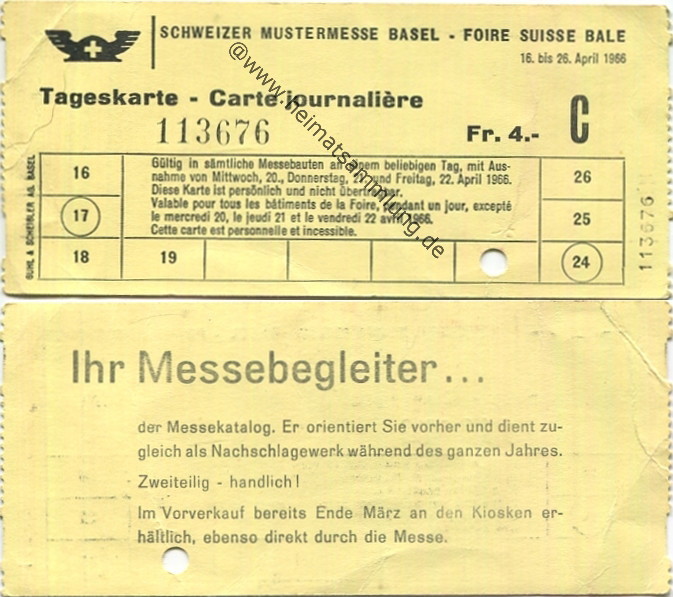 SCHWEIZER MUSTERMESSE BASEL - FOIRE SUISSE BALE
16. bis 26. April 1966
Tageskarte - Carte journalière
113676
Fr. 4.-
C
GUHL & SCHEIBLER AG. BASEL
16
17
18
Gültig in sämtliche Messebauten an einem beliebigen Tag, mit Aus-
nahme von Mittwoch, 20., Donnerstag, 21. und Freitag, 22. April 1966.
Diese Karte ist persönlich und nicht übertragbar.
Valable pour tous les bâtiments de la Foire, pendant un jour, excepté
le mercredi 20, le jeudi 21 et le vendredi 22 avril 1966.
Cette carte est personnelle et incessible.
19
26
25
24
113676
@www.heimatsammlung.de
Ihr Messebegleiter...
der Messekatalog. Er orientiert Sie vorher und dient zu-
gleich als Nachschlagewerk während des ganzen Jahres.
Zweiteilig - handlich!
Im Vorverkauf bereits Ende März an den Kiosken er-
hältlich, ebenso direkt durch die Messe.